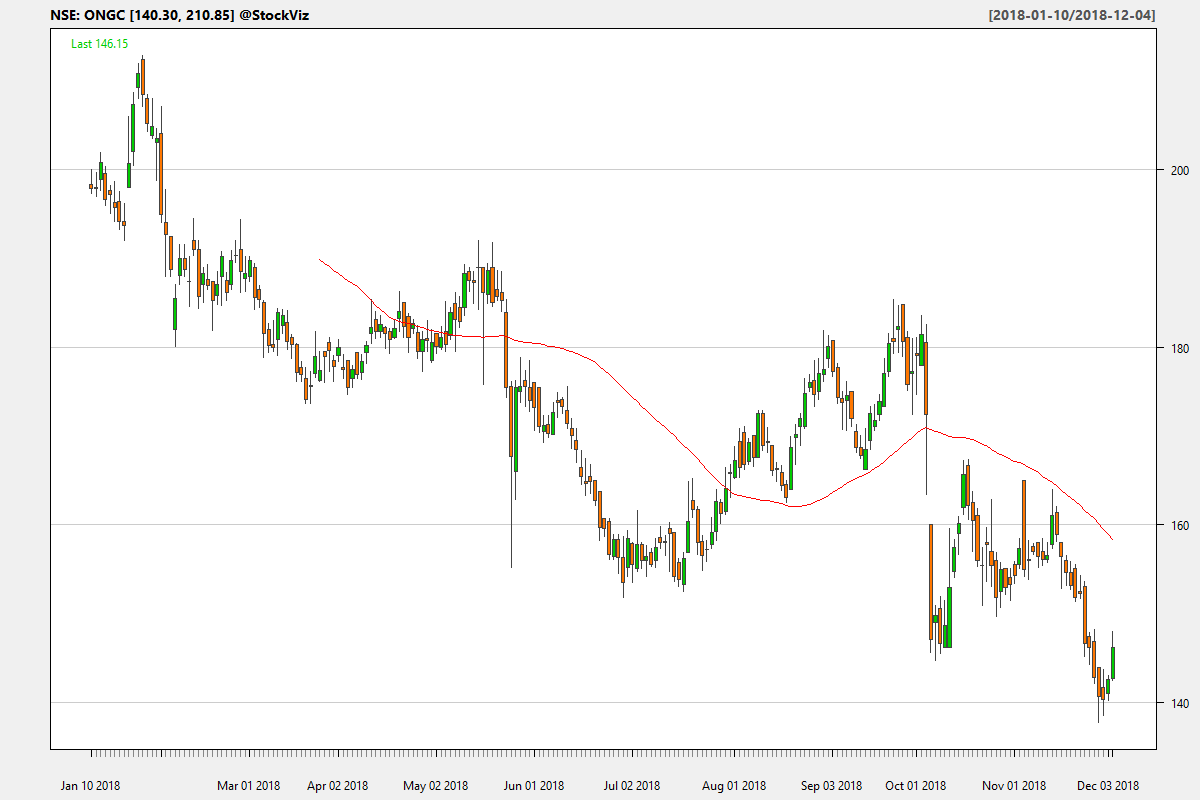 NSE: ONGC [140.30, 210.85] @StockViz [2018-01-10/2018-12-04]
Last 146.15
200
180
160
140
Jan 10 2018 Mar 01 2018 Apr 02 2018 May 02 2018 Jun 01 2018 Jul 02 2018 Aug 01 2018 Sep 03 2018 Oct 01 2018 Nov 01 2018 Dec 03 2018